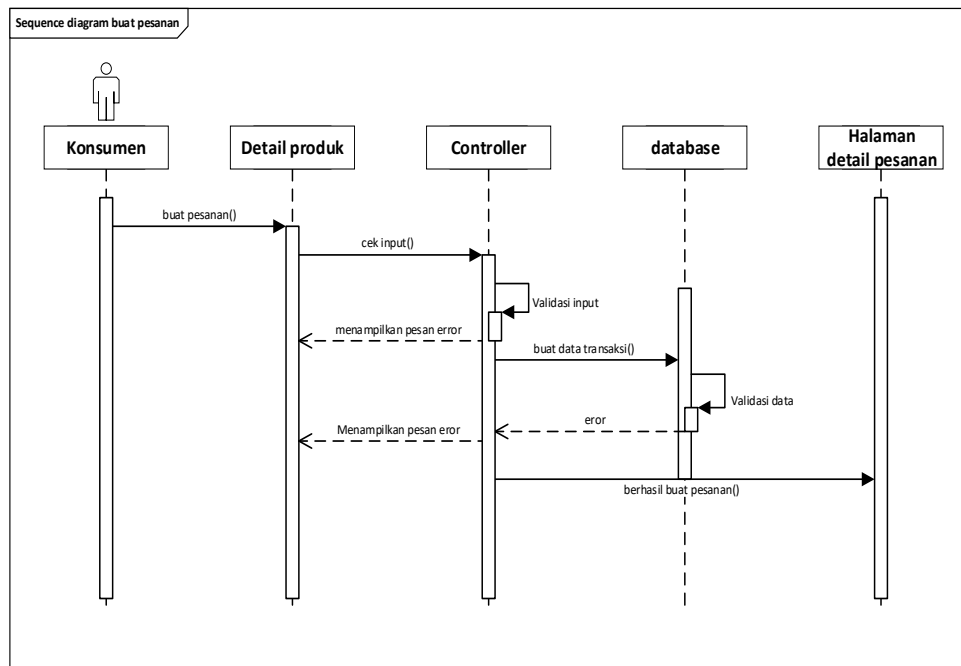 Sequence diagram buat pesanan
Konsumen
Detail produk
Controller
database
Halaman
detail pesanan
buat pesanan()
cek input()
Validasi input
menampilkan pesan error
buat data transaksi()
Validasi data
eror
Menampilkan pesan eror
berhasil buat pesanan()